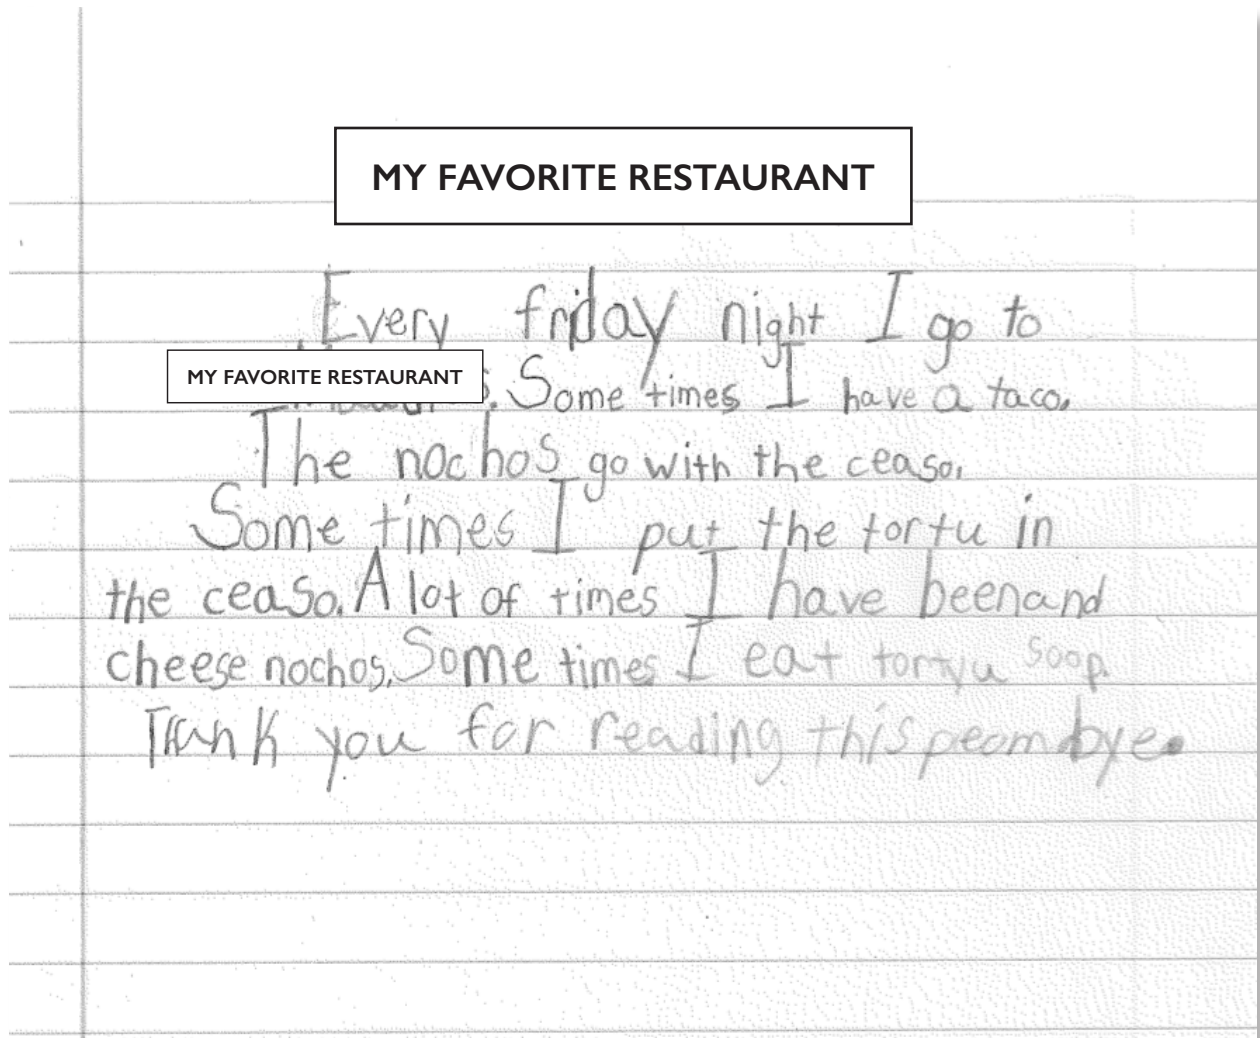 MY FAVORITE RESTAURANT
Every friday night I go to
MY FAVORITE RESTAURANT . Some times I have a taco.
The nochos go with the ceaso.
Some times I put the tortu in
the ceaso. A lot of times I have beenand
cheese nochos. Some times I eat tortyu soop.
Thank you for reading this peom bye.